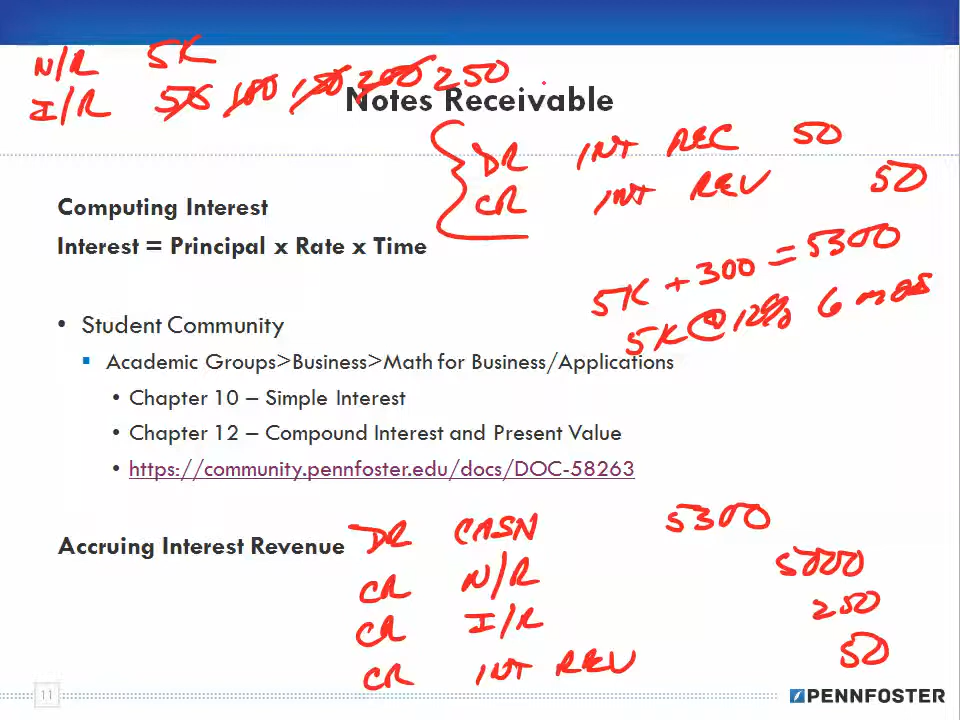 N/R 5K
I/R 5K 100 150 200 250
Notes Receivable
DR INT REC 50
CR INT REV 50
Computing Interest
Interest = Principal x Rate x Time
5K + 300 = 5300
5K @ 12% 6 mos
• Student Community
▪ Academic Groups>Business>Math for Business/Applications
• Chapter 10 – Simple Interest
• Chapter 12 – Compound Interest and Present Value
• https://community.pennfoster.edu/docs/DOC-58263
Accruing Interest Revenue
DR CASH 5300
CR N/R 5000
CR I/R 250
CR INT REV 50
11
PENNFOSTER